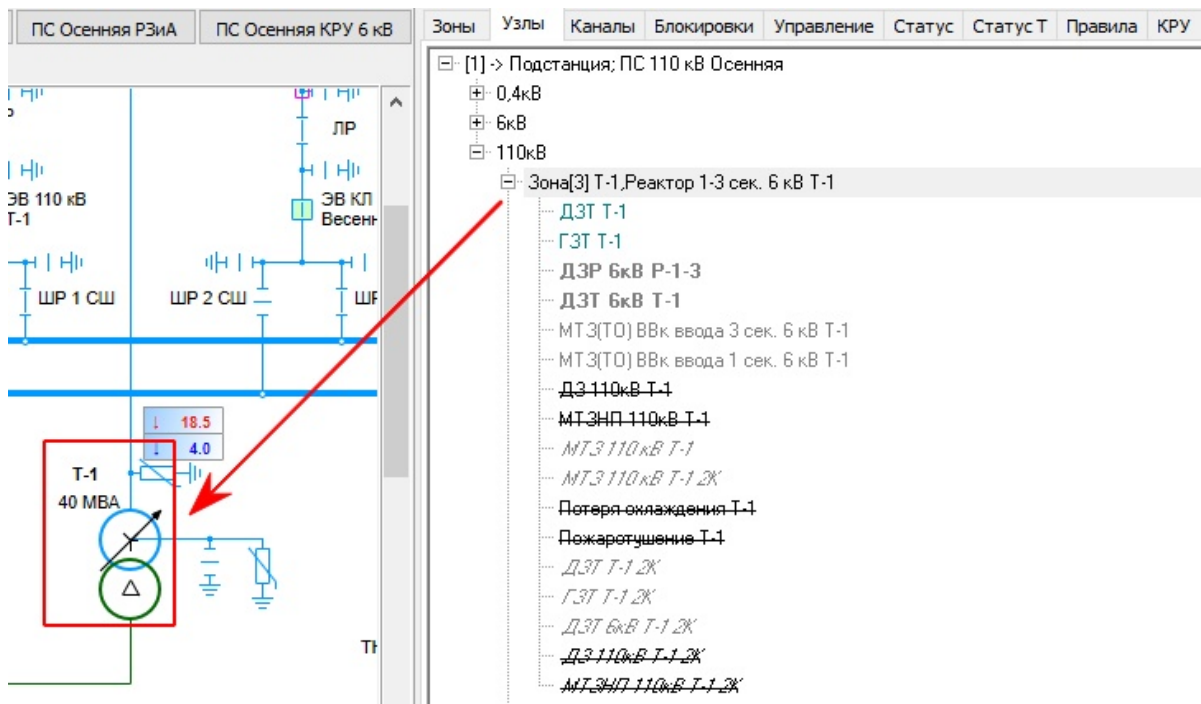 ПС Осенняя РЗиА
ПС Осенняя КРУ 6 кВ
ЛР
ЭВ 110 кВ
Т-1
ЭВ КЛ
Весенн
ШР 1 СШ
ШР 2 СШ
ШР
18.5
4.0
Т-1
40 МВА
Зоны
Узлы
Каналы
Блокировки
Управление
Статус
Статус Т
Правила
КРУ
[1] -> Подстанция; ПС 110 кВ Осенняя
0,4кВ
6кВ
110кВ
Зона[3] Т-1,Реактор 1-3 сек. 6 кВ Т-1
ДЗТ Т-1
ГЗТ Т-1
ДЗР 6кВ Р-1-3
ДЗТ 6кВ Т-1
МТЗ(ТО) ВВк ввода 3 сек. 6 кВ Т-1
МТЗ(ТО) ВВк ввода 1 сек. 6 кВ Т-1
ДЗ 110кВ Т-1
МТЗНП 110кВ Т-1
МТЗ 110 кВ Т-1
МТЗ 110 кВ Т-1 2К
Потеря охлаждения Т-1
Пожаротушение Т-1
ДЗТ Т-1 2К
ГЗТ Т-1 2К
ДЗТ 6кВ Т-1 2К
ДЗ 110кВ Т-1 2К
МТЗНП 110кВ Т-1 2К